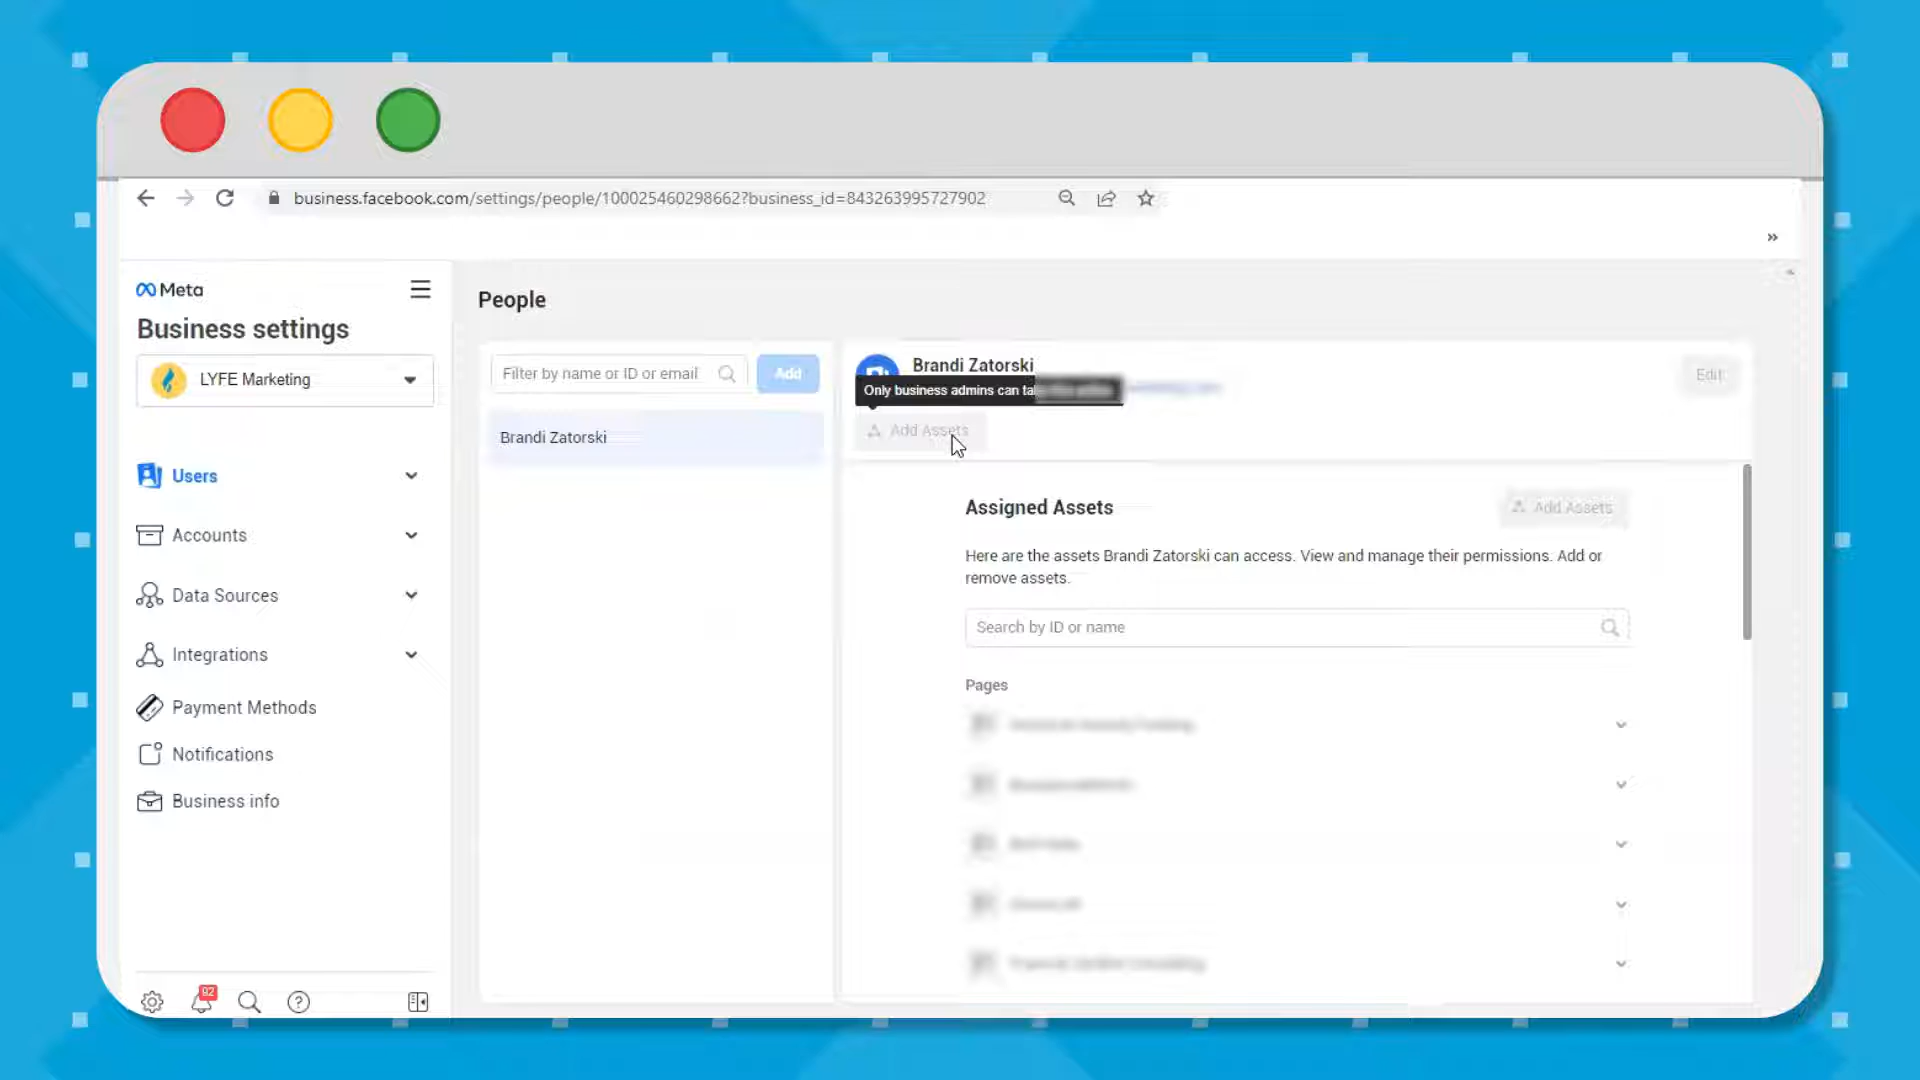 business.facebook.com/settings/people/100025460298662?business_id=843263995727902
»
Meta
Business settings
LYFE Marketing
Users
Accounts
Data Sources
Integrations
Payment Methods
Notifications
Business info
92
People
Filter by name or ID or email
Add
Brandi Zatorski
Brandi Zatorski
Only business admins can
Edit
Add Assets
Assigned Assets
Add Assets
Here are the assets Brandi Zatorski can access. View and manage their permissions. Add or
remove assets.
Search by ID or name
Pages